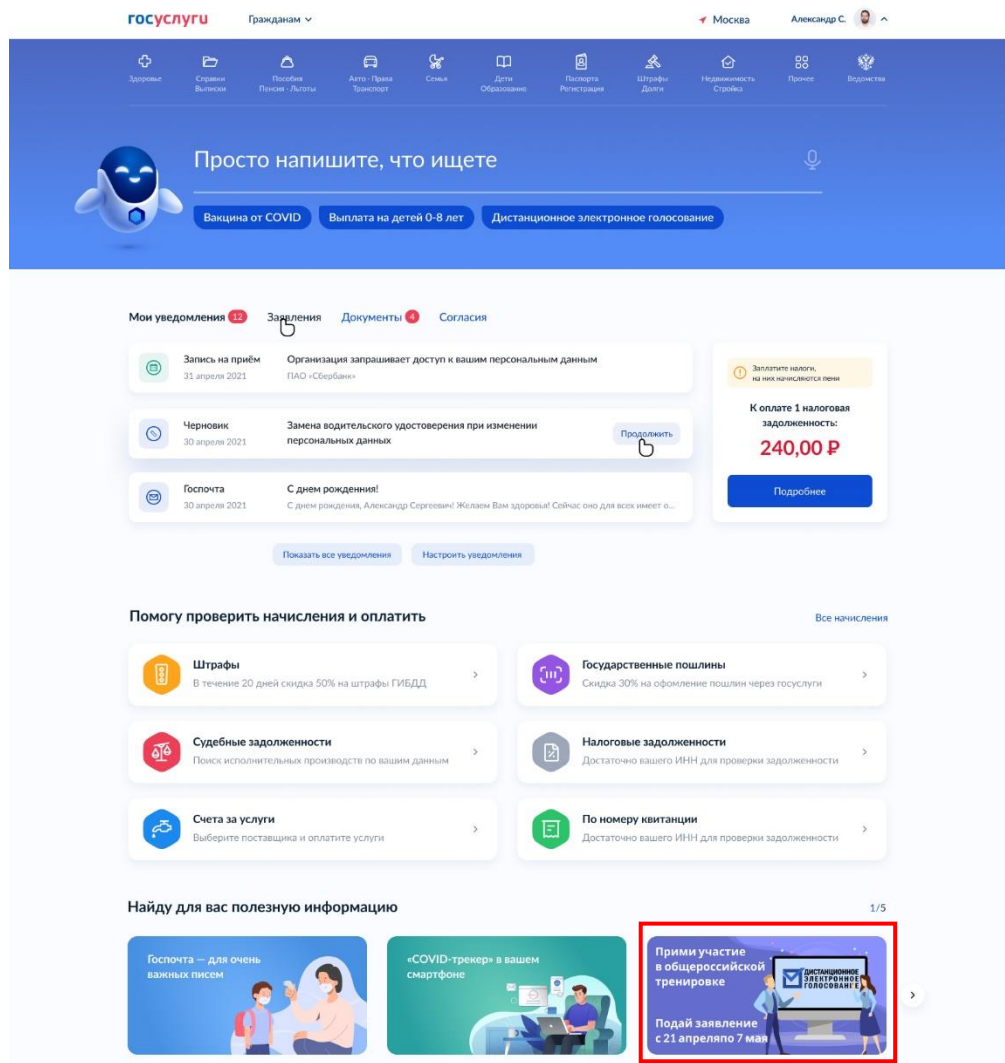 госуслуги
Гражданам
Москва
Александр С.
Здоровье
Справки
Выписки
Пособия
Пенсия - Льготы
Авто - Права
Транспорт
Семья
Дети
Образование
Паспорта
Регистрация
Штрафы
Долги
Недвижимость
Стройка
Прочее
Ведомства
Просто напишите, что ищете
Вакцина от COVID
Выплата на детей 0-8 лет
Дистанционное электронное голосование
Мои уведомления 12
Заявления
Документы 4
Согласия
Запись на приём
31 апреля 2021
Организация запрашивает доступ к вашим персональным данным
ПАО «Сбербанк»
Черновик
30 апреля 2021
Замена водительского удостоверения при изменении
персональных данных
Продолжить
Госпочта
30 апреля 2021
С днем рожденния!
С днем рождения, Александр Сергеевич! Желаем Вам здоровья! Сейчас оно для всех имеет о...
Заплатите налоги,
на них начисляются пени
К оплате 1 налоговая
задолженность:
240,00 ₽
Подробнее
Показать все уведомления
Настроить уведомления
Помогу проверить начисления и оплатить
Все начисления
Штрафы
В течение 20 дней скидка 50% на штрафы ГИБДД
Государственные пошлины
Скидка 30% на офомление пошлин через госуслуги
Судебные задолженности
Поиск исполнительных производств по вашим данным
Налоговые задолженности
Достаточно вашего ИНН для проверки задолженности
Счета за услуги
Выберите поставщика и оплатите услуги
По номеру квитанции
Достаточно вашего ИНН для проверки задолженности
Найду для вас полезную информацию
1/5
Госпочта — для очень
важных писем
«COVID-трекер» в вашем
смартфоне
Прими участие
в общероссийской
тренировке
Подай заявление
с 21 апреляпо 7 мая
ДИСТАНЦИОННОЕ
ЭЛЕКТРОННОЕ
ГОЛОСОВАНИЕ